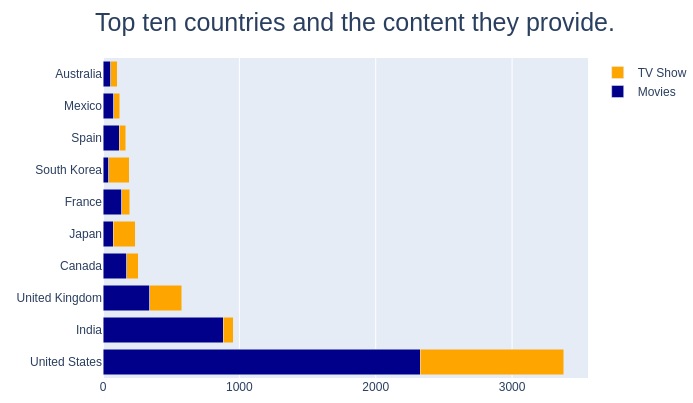 Top ten countries and the content they provide.
TV Show
Movies
Australia
Mexico
Spain
South Korea
France
Japan
Canada
United Kingdom
India
United States
0 1000 2000 3000